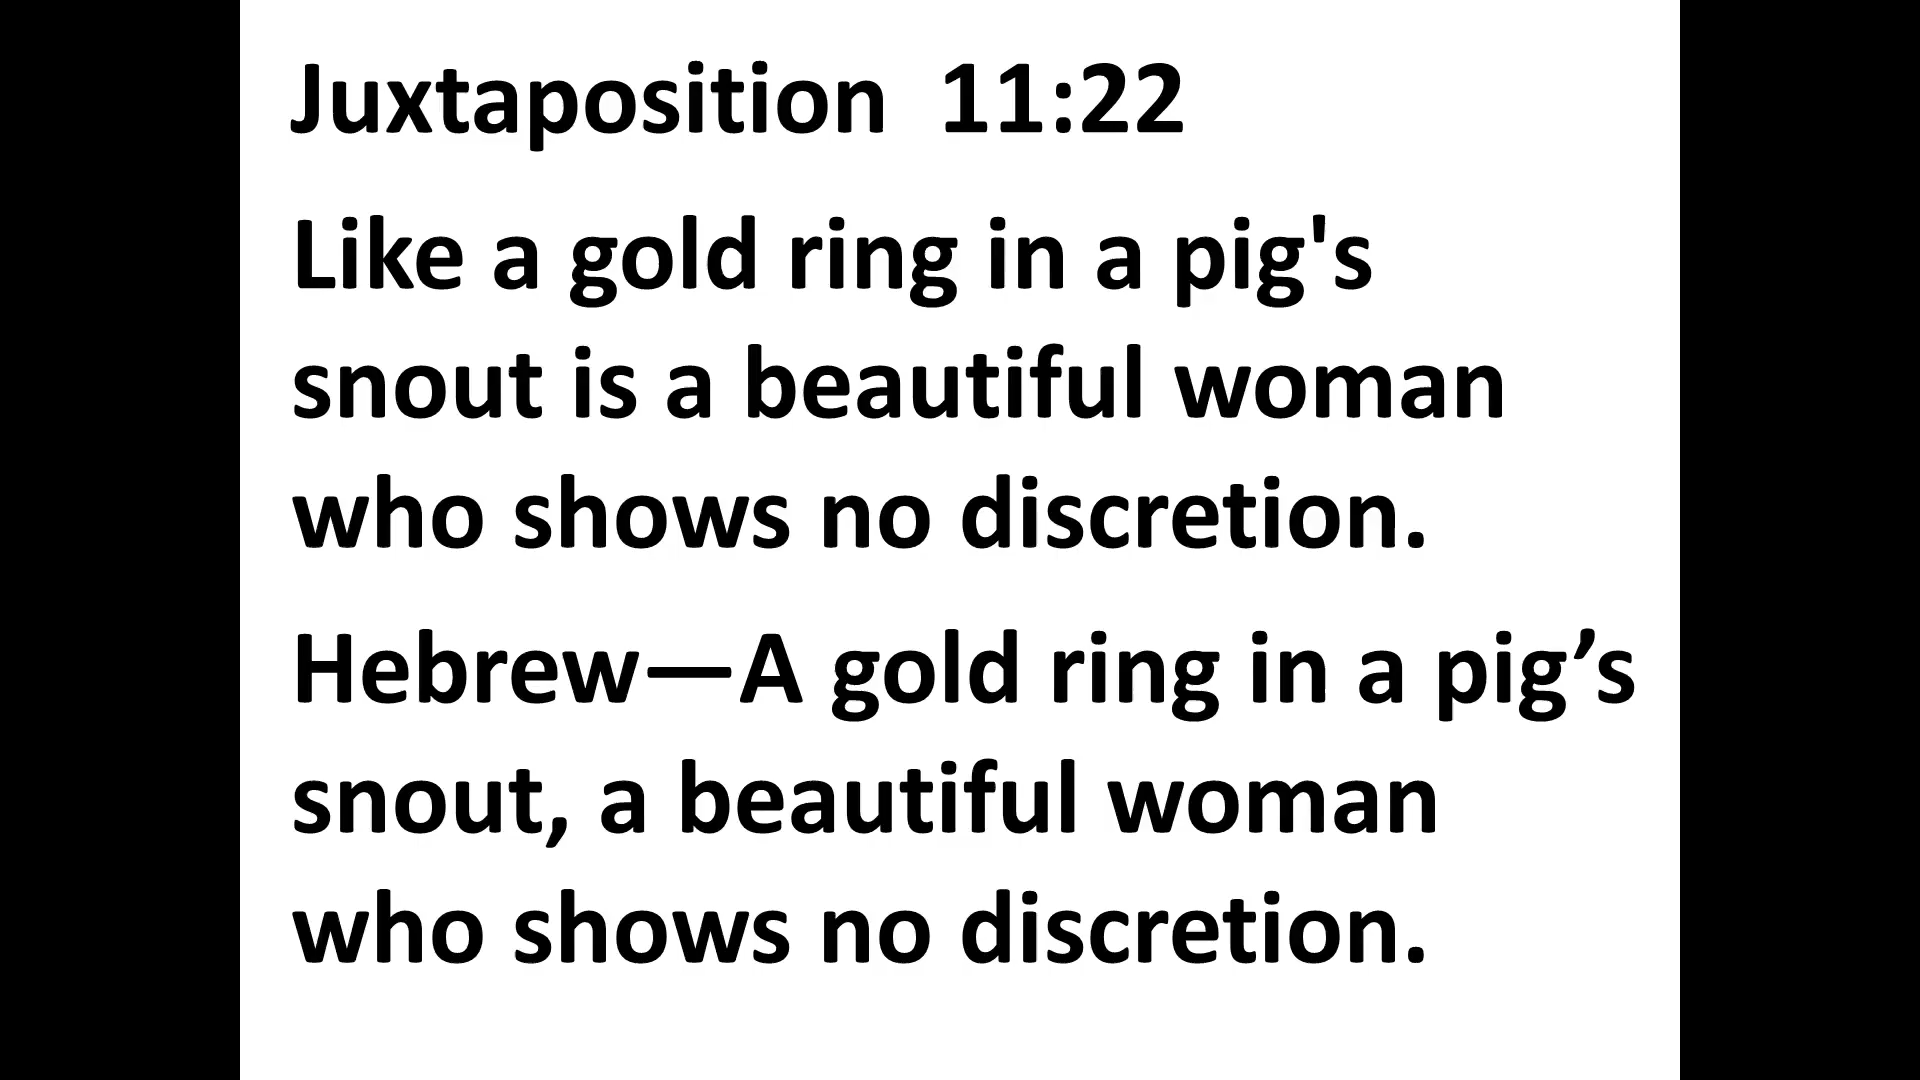 Juxtaposition  11:22
Like a gold ring in a pig's
snout is a beautiful woman
who shows no discretion.
Hebrew—A gold ring in a pig’s
snout, a beautiful woman
who shows no discretion.